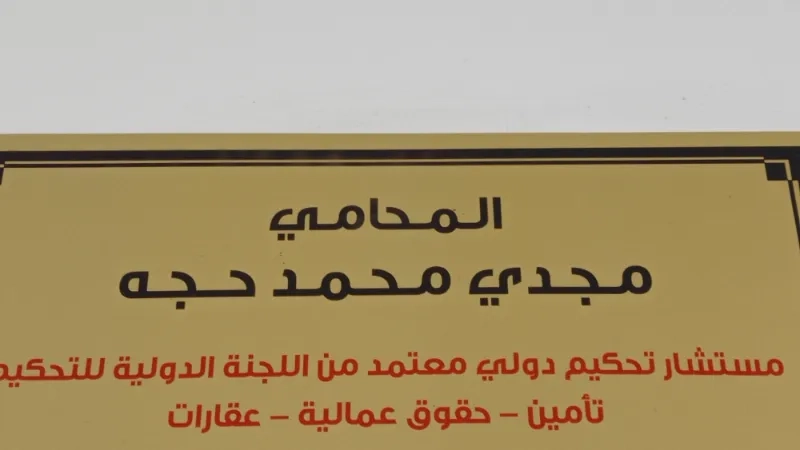 المحامي
مجدي محمد حجه
مستشار تحكيم دولي معتمد من اللجنة الدولية للتحكيم
تأمين – حقوق عمالية – عقارات